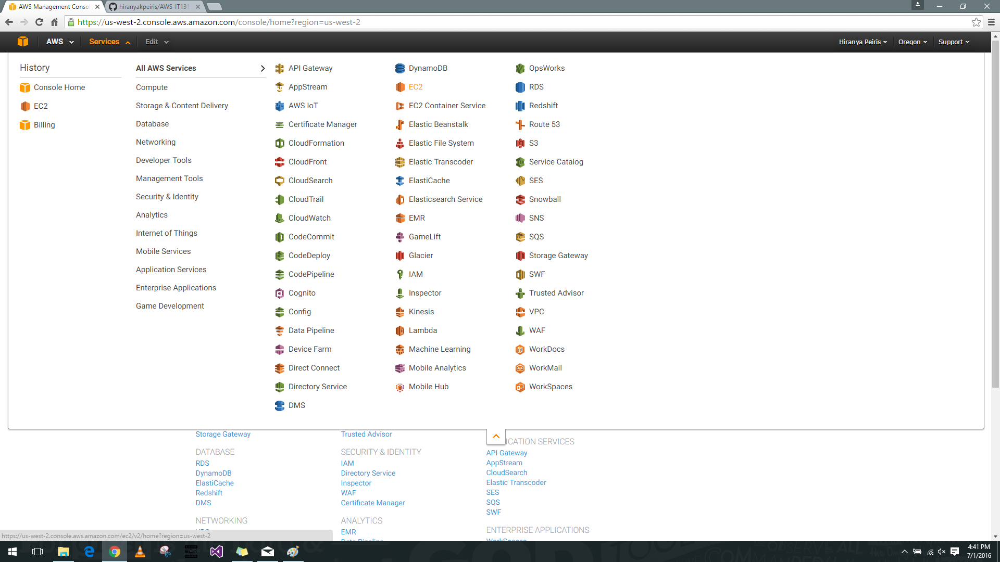 AWS Management Conso
hiranyakpeiris/AWS-IT131
https://us-west-2.console.aws.amazon.com/console/home?region=us-west-2
AWS
Services
Edit
Hiranya Peiris
Oregon
Support
History
Console Home
EC2
Billing
All AWS Services
Compute
Storage & Content Delivery
Database
Networking
Developer Tools
Management Tools
Security & Identity
Analytics
Internet of Things
Mobile Services
Application Services
Enterprise Applications
Game Development
API Gateway
AppStream
AWS IoT
Certificate Manager
CloudFormation
CloudFront
CloudSearch
CloudTrail
CloudWatch
CodeCommit
CodeDeploy
CodePipeline
Cognito
Config
Data Pipeline
Device Farm
Direct Connect
Directory Service
DMS
DynamoDB
EC2
EC2 Container Service
Elastic Beanstalk
Elastic File System
Elastic Transcoder
ElastiCache
Elasticsearch Service
EMR
GameLift
Glacier
IAM
Inspector
Kinesis
Lambda
Machine Learning
Mobile Analytics
Mobile Hub
OpsWorks
RDS
Redshift
Route 53
S3
Service Catalog
SES
Snowball
SNS
SQS
Storage Gateway
SWF
Trusted Advisor
VPC
WAF
WorkDocs
WorkMail
WorkSpaces
Storage Gateway
DATABASE
RDS
DynamoDB
ElastiCache
Redshift
DMS
NETWORKING
Trusted Advisor
SECURITY & IDENTITY
IAM
Directory Service
Inspector
WAF
Certificate Manager
ANALYTICS
EMR
Data Pipeline
ICATION SERVICES
API Gateway
AppStream
CloudSearch
Elastic Transcoder
SES
SQS
SWF
ENTERPRISE APPLICATIONS
WorkSpaces
https://us-west-2.console.aws.amazon.com/ec2/v2/home?region=us-west-2
4:41 PM
7/1/2016